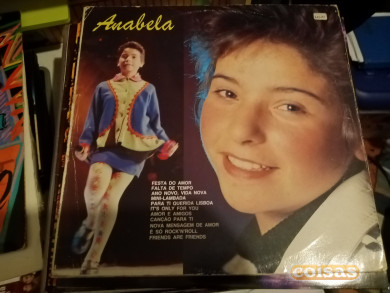 Anabela
FESTA DO AMOR
FALTA DE TEMPO
ANO NOVO, VIDA NOVA
MINI-LAMBADA
PARA TI QUERIDA LISBOA
IT'S ONLY FOR YOU
AMOR E AMIGOS
CANÇÃO PARA TI
NOVA MENSAGEM DE AMOR
É SÓ ROCK'N'ROLL
FRIENDS ARE FRIENDS
coisas